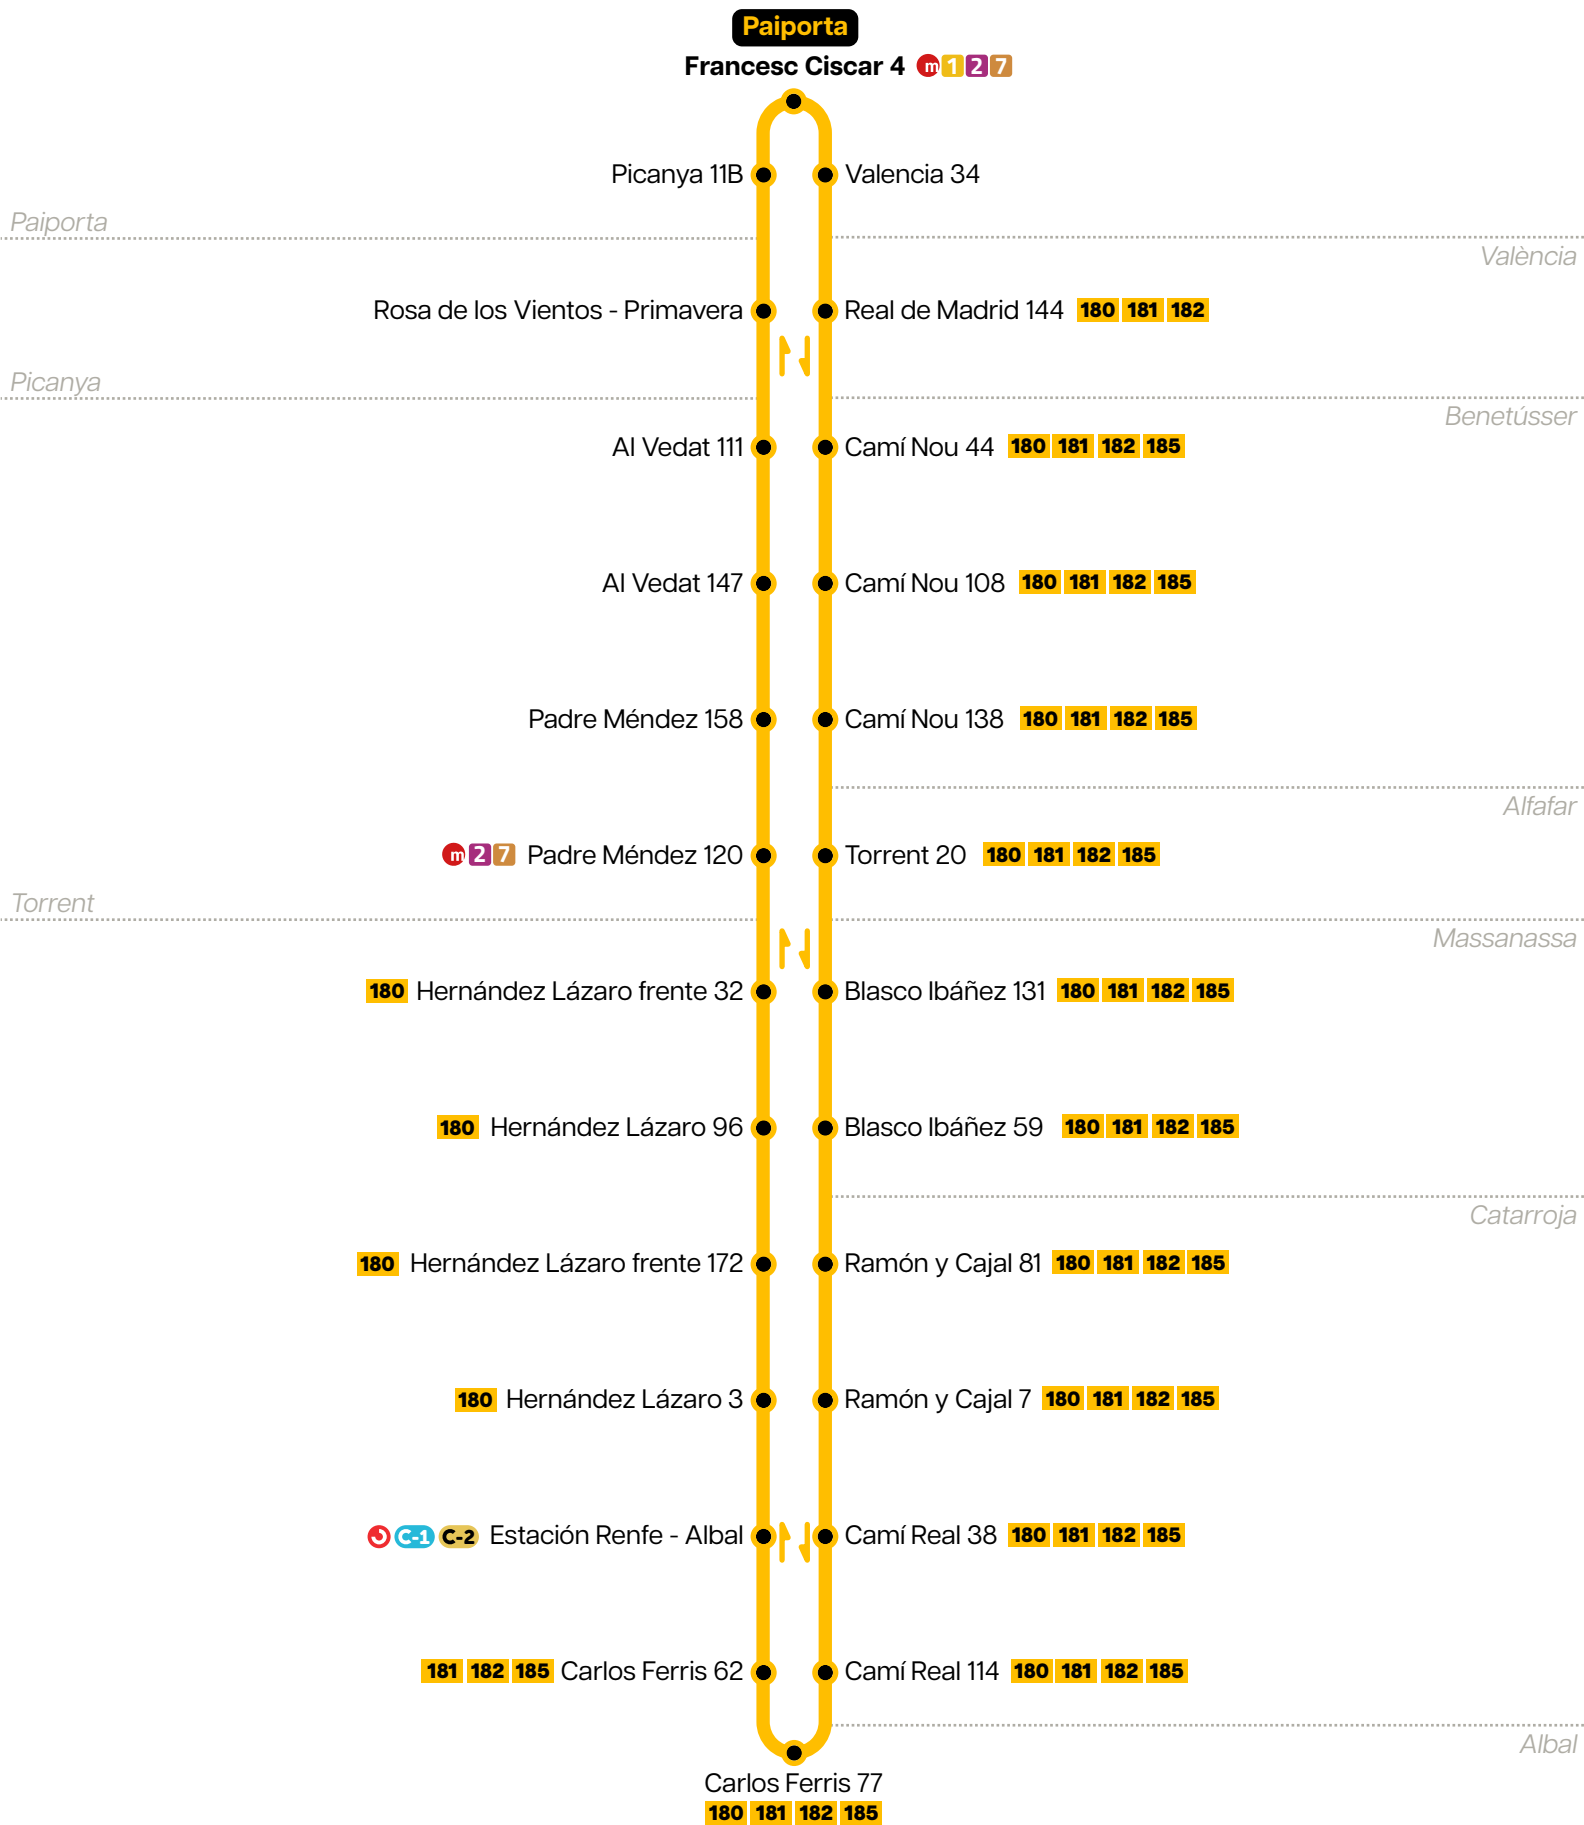 Paiporta
Francesc Ciscar 4 m 1 2 7
Picanya 11B
Valencia 34
Paiporta
València
Rosa de los Vientos - Primavera
Real de Madrid 144 180 181 182
Picanya
Benetússer
Al Vedat 111
Camí Nou 44 180 181 182 185
Al Vedat 147
Camí Nou 108 180 181 182 185
Padre Méndez 158
Camí Nou 138 180 181 182 185
Alfafar
m 2 7 Padre Méndez 120
Torrent 20 180 181 182 185
Torrent
Massanassa
180 Hernández Lázaro frente 32
Blasco Ibáñez 131 180 181 182 185
180 Hernández Lázaro 96
Blasco Ibáñez 59 180 181 182 185
Catarroja
180 Hernández Lázaro frente 172
Ramón y Cajal 81 180 181 182 185
180 Hernández Lázaro 3
Ramón y Cajal 7 180 181 182 185
C-1 C-2 Estación Renfe - Albal
Camí Real 38 180 181 182 185
181 182 185 Carlos Ferris 62
Camí Real 114 180 181 182 185
Albal
Carlos Ferris 77
180 181 182 185